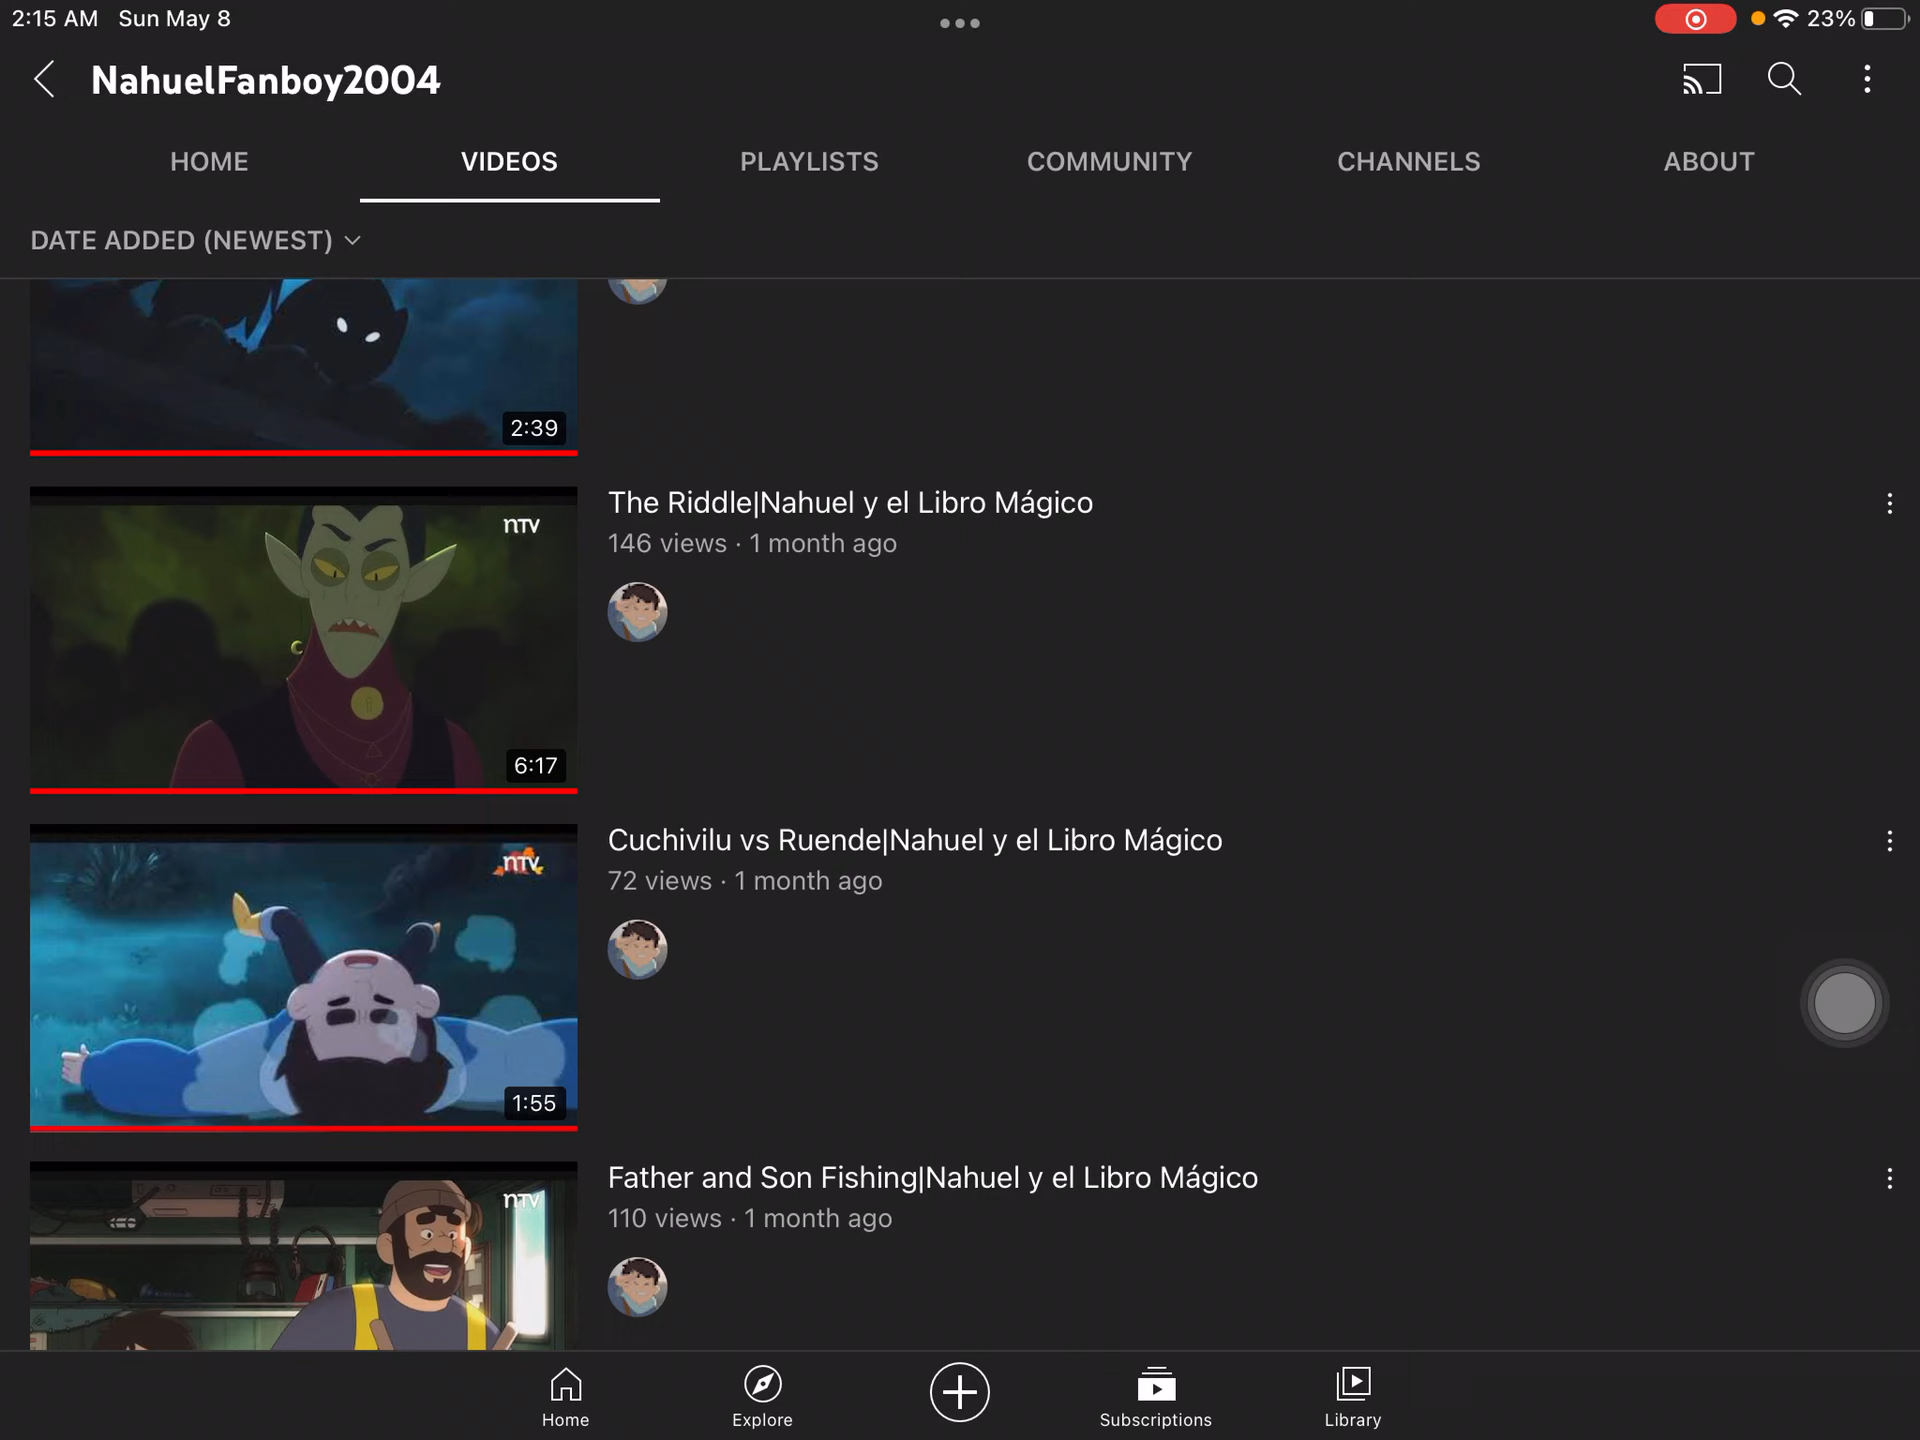 2:15 AM Sun May 8
23%
NahuelFanboy2004
HOME VIDEOS PLAYLISTS COMMUNITY CHANNELS ABOUT
DATE ADDED (NEWEST)
2:39
The Riddle|Nahuel y el Libro Mágico
146 views · 1 month ago
nTV
6:17
Cuchivilu vs Ruende|Nahuel y el Libro Mágico
72 views · 1 month ago
nTV
1:55
Father and Son Fishing|Nahuel y el Libro Mágico
110 views · 1 month ago
nTV
Home Explore Subscriptions Library